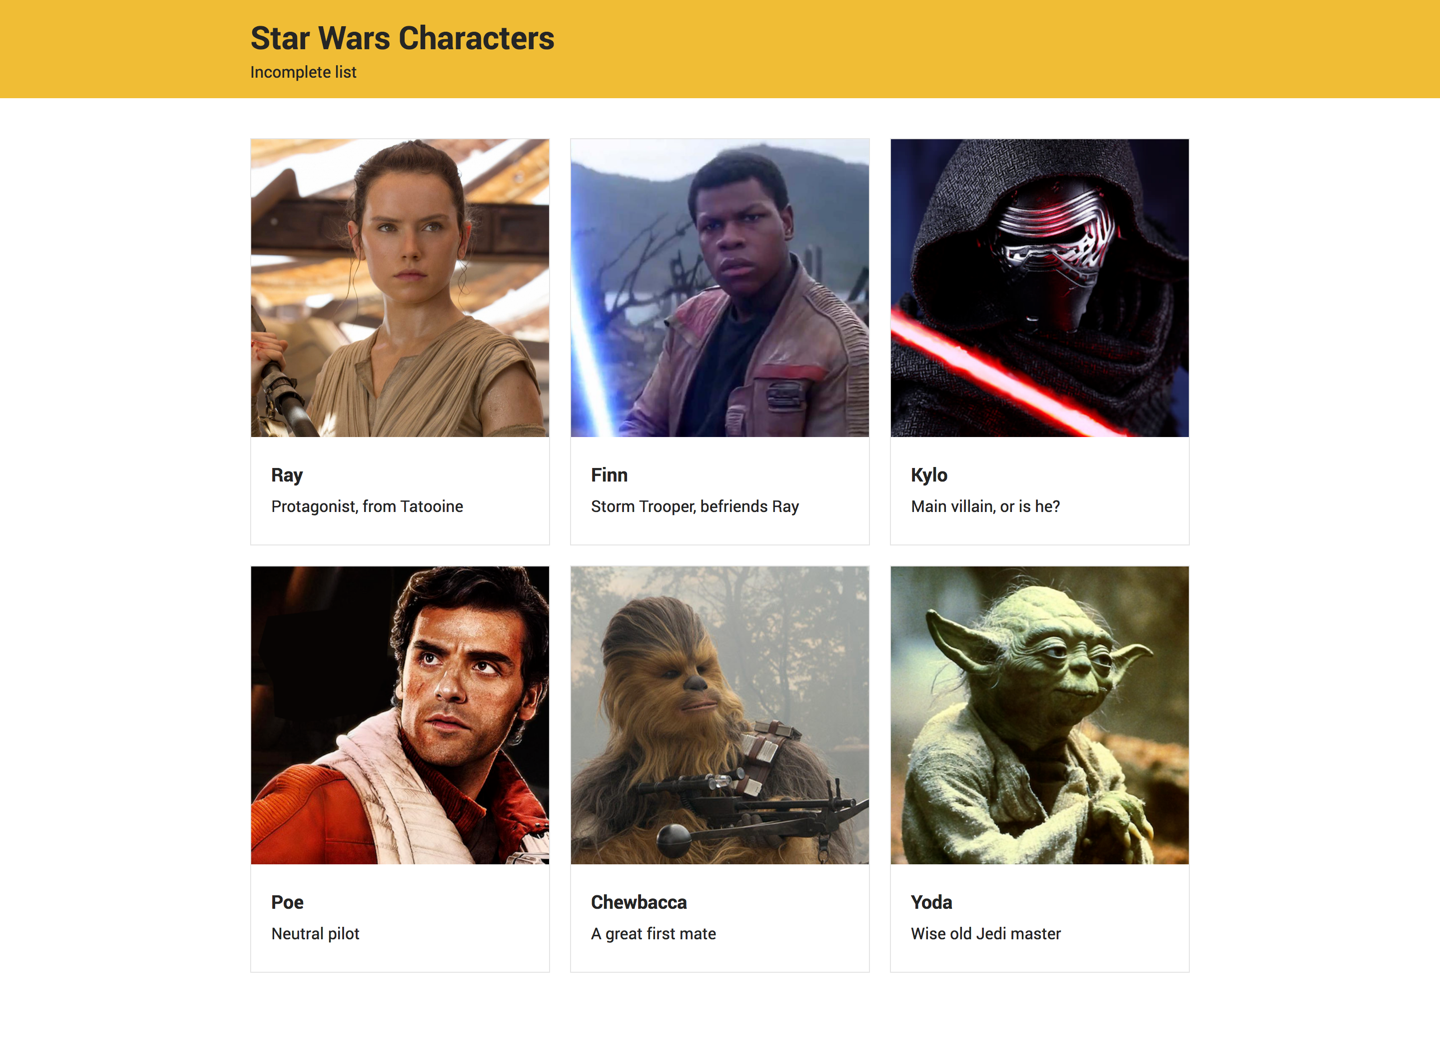 Star Wars Characters
Incomplete list
Ray
Protagonist, from Tatooine
Finn
Storm Trooper, befriends Ray
Kylo
Main villain, or is he?
Poe
Neutral pilot
Chewbacca
A great first mate
Yoda
Wise old Jedi master